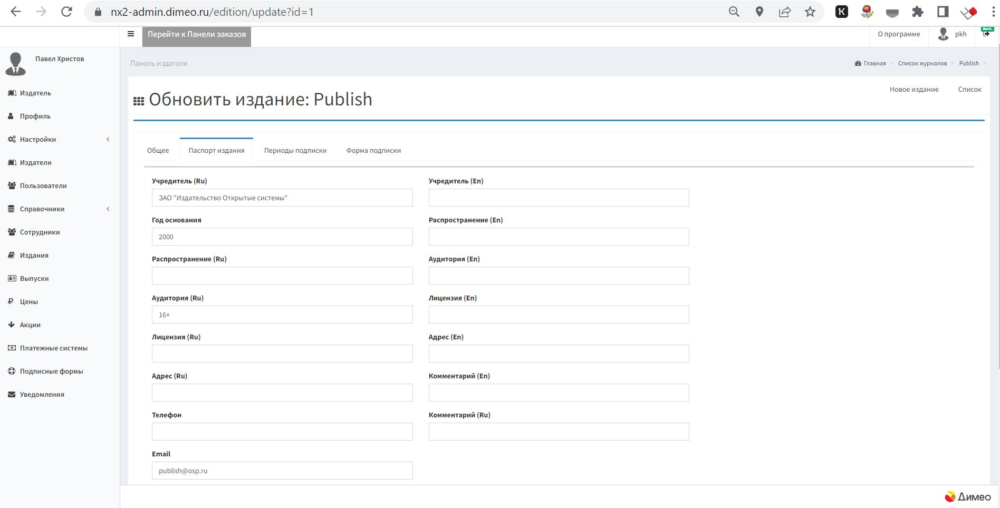 nx2-admin.dimeo.ru/edition/update?id=1
Перейти к Панели заказов
О программе
pkh
вых.
Павел Христов
Издатель
Профиль
Настройки
Издатели
Пользователи
Справочники
Сотрудники
Издания
Выпуски
Цены
Акции
Платежные системы
Подписные формы
Уведомления
Панель издателя
Главная > Список журналов > Publish >
Новое издание Список
Обновить издание: Publish
Общее Паспорт издания Периоды подписки Форма подписки
Учредитель (Ru) Учредитель (En)
ЗАО "Издательство Открытые системы"
Год основания Распространение (En)
2000
Распространение (Ru) Аудитория (En)
Аудитория (Ru) Лицензия (En)
16+
Лицензия (Ru) Адрес (En)
Адрес (Ru) Комментарий (En)
Телефон Комментарий (Ru)
Email
publish@osp.ru
Димео